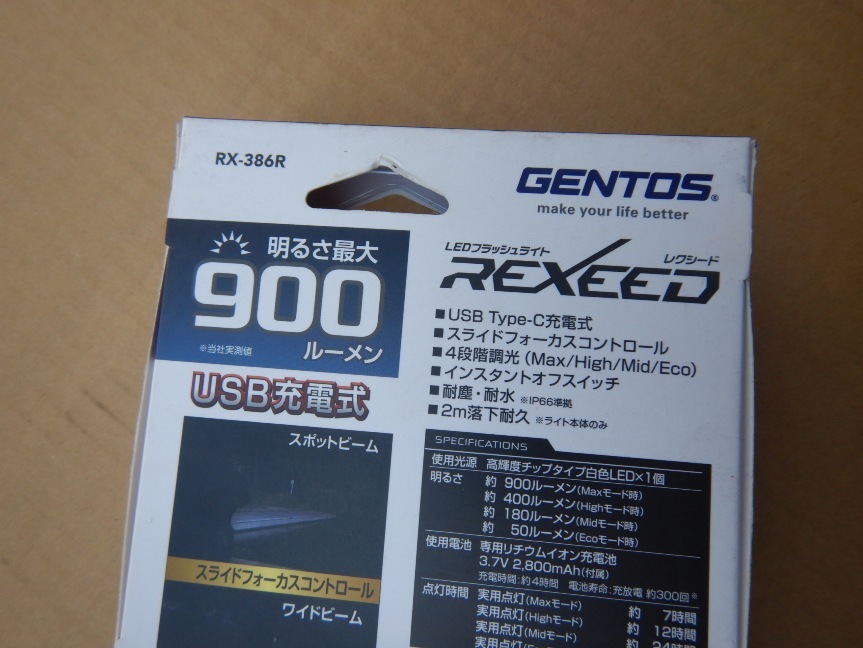 RX-386R
GENTOS®
make your life better
明るさ最大
900
ルーメン
※当社実測値
USB充電式
LEDフラッシュライト
レクシード
REXEED
■USB Type-C充電式
■スライドフォーカスコントロール
■4段階調光（Max/High/Mid/Eco）
■インスタントオフスイッチ
■耐塵・耐水 ※IP66準拠
■2m落下耐久 ※ライト本体のみ
スポットビーム
スライドフォーカスコントロール
ワイドビーム
SPECIFICATIONS
使用光源 高輝度チップタイプ白色LED×1個
明るさ 約 900ルーメン(Maxモード時)
約 400ルーメン(Highモード時)
約 180ルーメン(Midモード時)
約 50ルーメン(Ecoモード時)
使用電池 専用リチウムイオン充電池
3.7V 2,800mAh(付属)
充電時間:約4時間 電池寿命:充放電 約300回※
点灯時間 実用点灯(Maxモード) 約 7時間
実用点灯(Highモード) 約 12時間
実用点灯(Midモード) 約 24時間